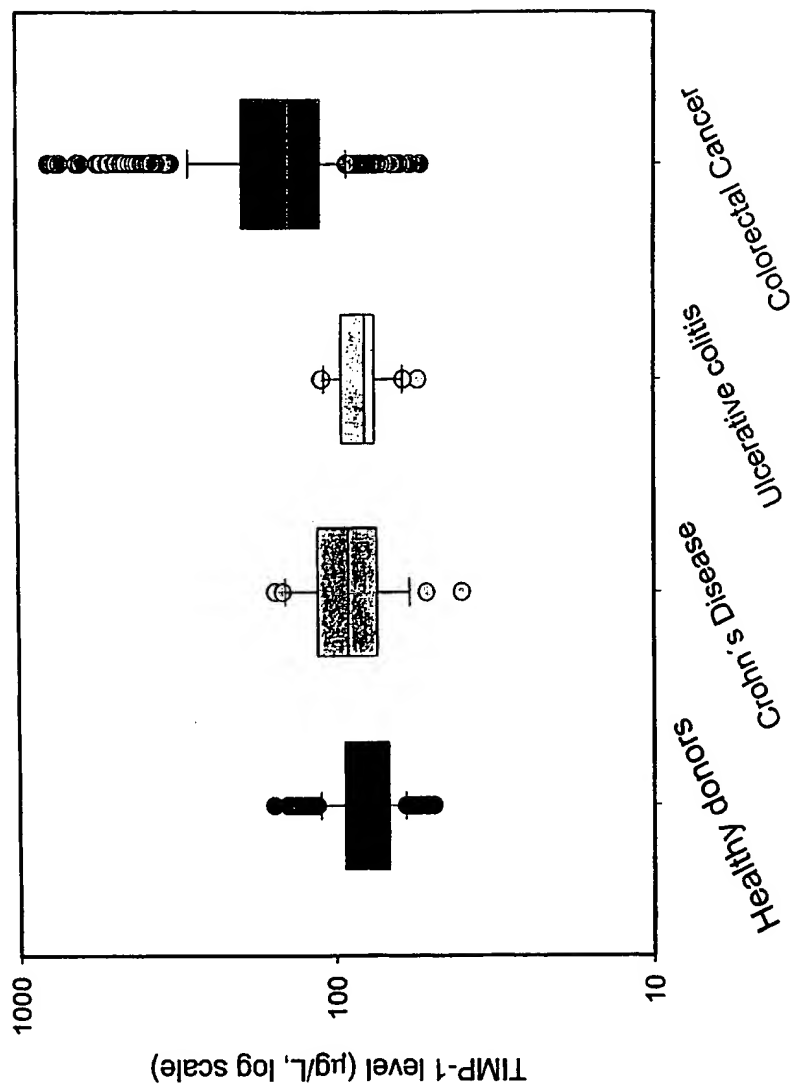 TIMP-1 level (µg/L, log scale)
1000
100
10
Healthy donors
Crohn´s Disease
Ulcerative colitis
Colorectal Cancer